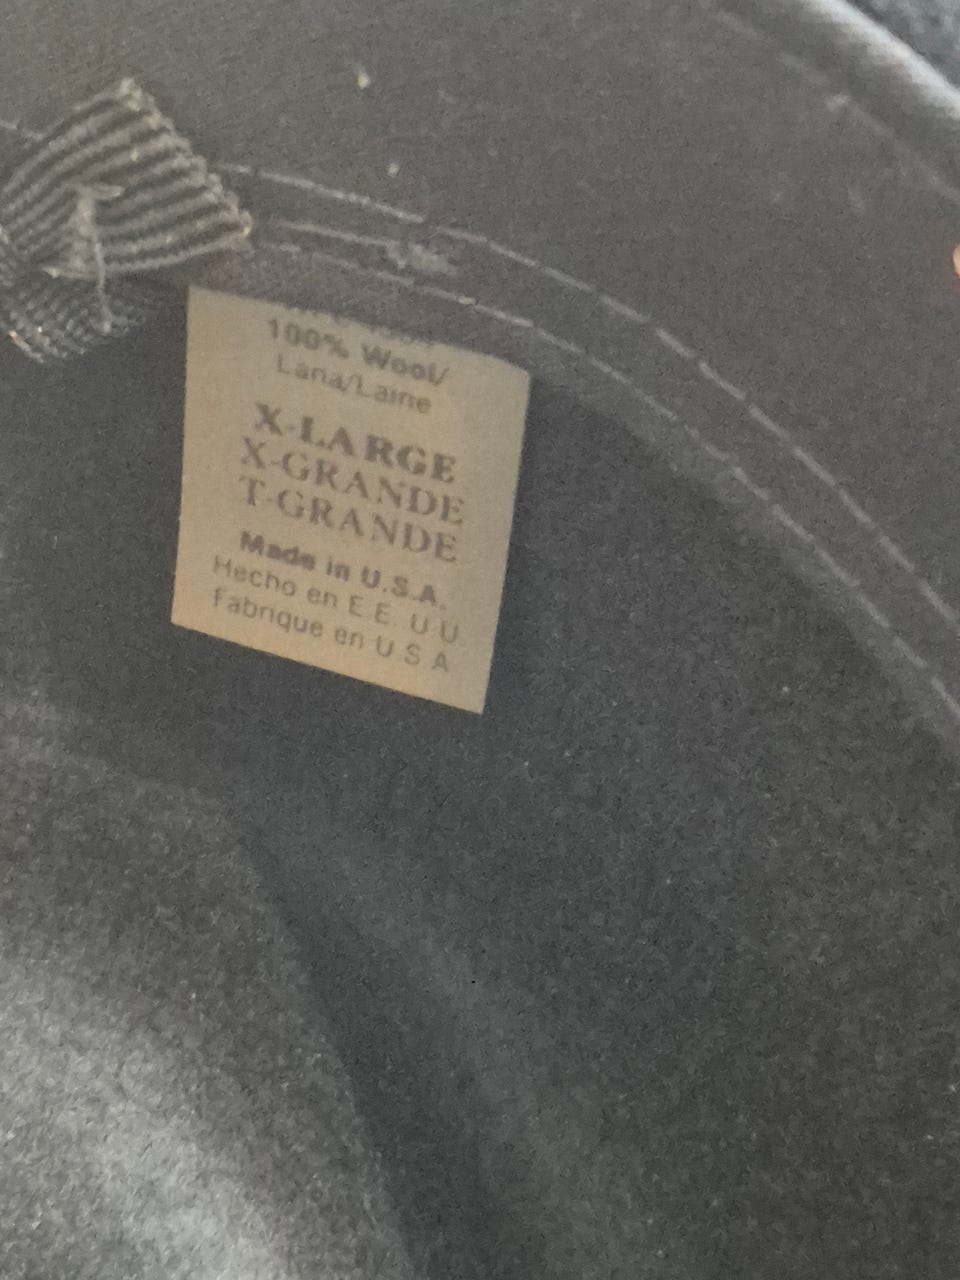 100% Wool/
Lana/Laine
X-LARGE
X-GRANDE
T-GRANDE
Made in U.S.A.
Hecho en E.E. U U
Fabrique en U S A